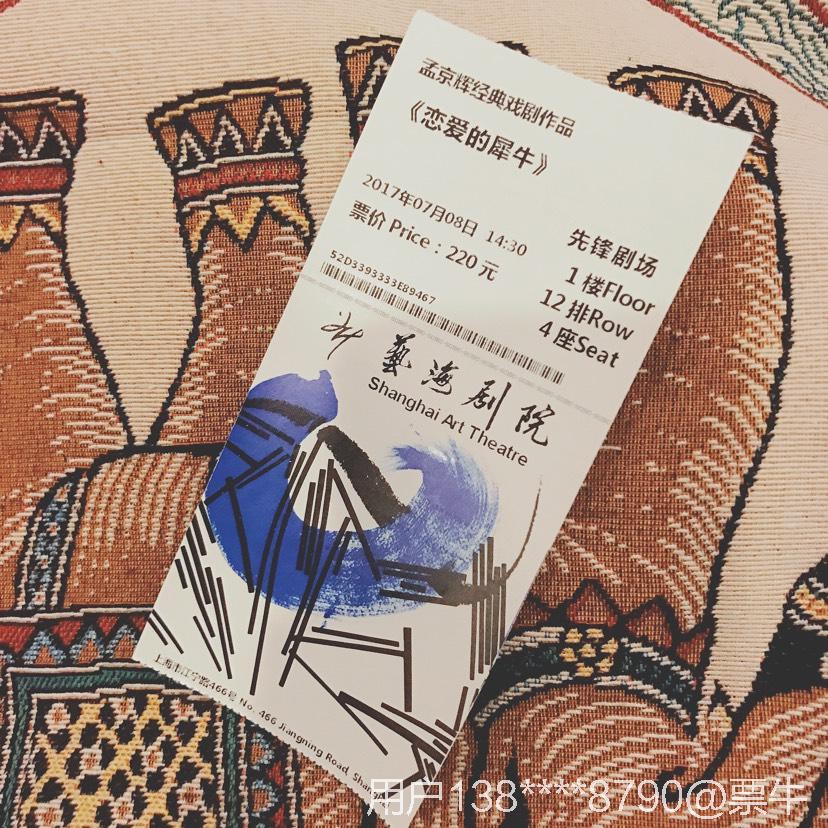 孟京辉经典戏剧作品
《恋爱的犀牛》
2017年07月08日 14:30
票价 Price：220 元
先锋剧场
1 楼Floor
12 排Row
4 座Seat
52D3393333E89467
藝海剧院
Shanghai Art Theatre
上海市江宁路466号 No. 466 Jiangning Road, Shang
用户138****8790@票牛